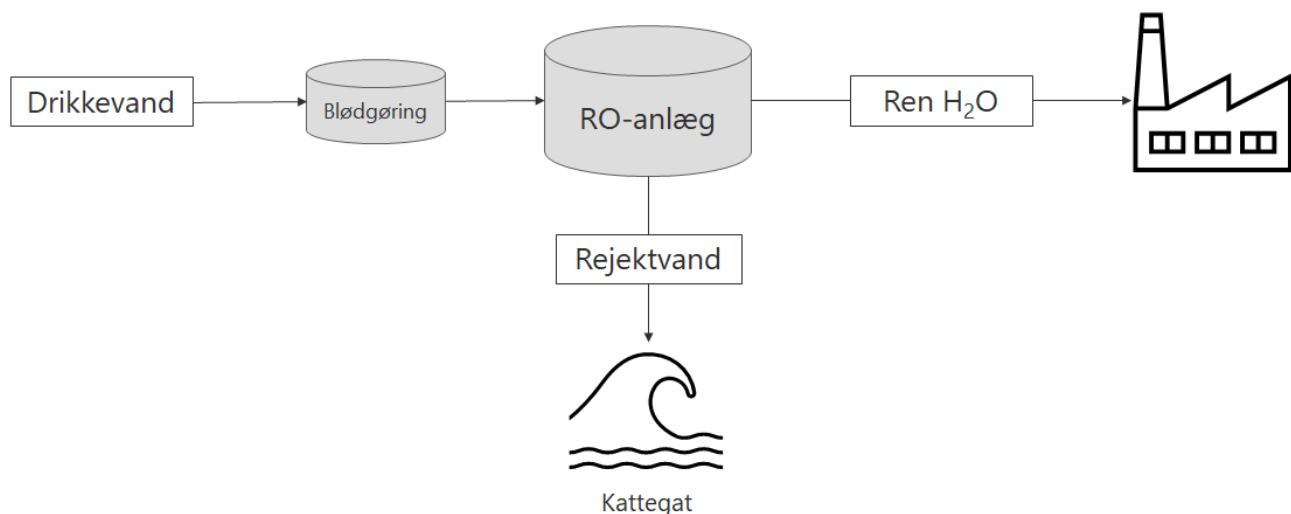 Drikkevand
Blødgøring
RO-anlæg
Ren H₂O
Rejektvand
Kattegat